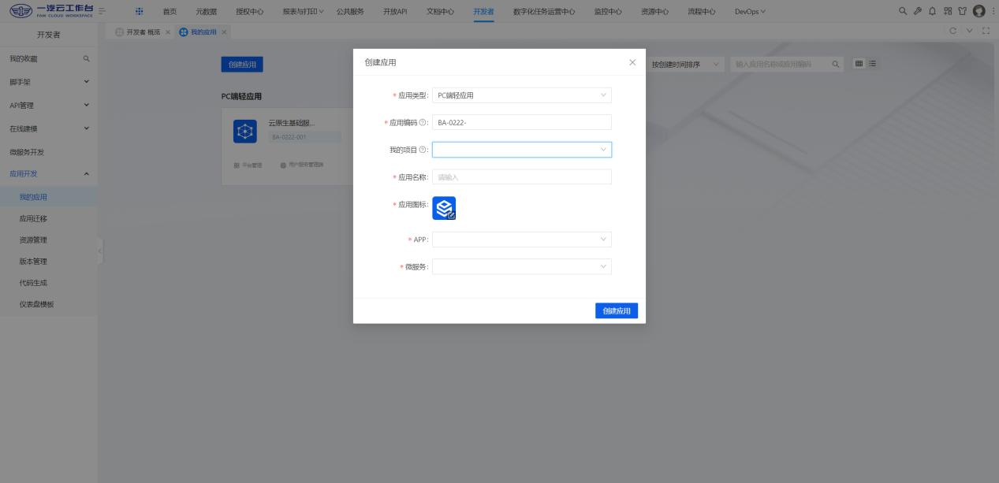 一汽云工作台
FAW CLOUD WORKSPACE
首页 元数据 授权中心 报表与打印 公共服务 开放API 文档中心 开发者 数字化任务运营中心 监控中心 资源中心 流程中心 DevOps
开发者
开发者 概览 我的应用
我的收藏
脚手架
API管理
在线建模
微服务开发
应用开发
我的应用
应用迁移
资源管理
版本管理
代码生成
仪表盘模板
创建应用
按创建时间排序
输入应用名称或应用编码
PC端轻应用
云原生基础服...
BA-0222-001
平台管理 用户服务管理端
创建应用
* 应用类型: PC端轻应用
* 应用编码 ? : BA-0222-
我的项目 ? :
* 应用名称: 请输入
* 应用图标:
* APP:
* 微服务:
创建应用